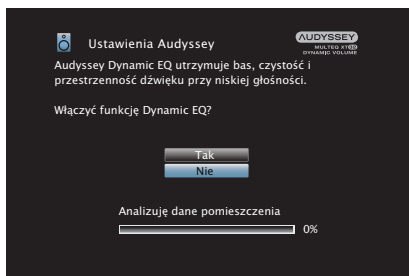 Ustawienia Audyssey
AUDYSSEY
MULTEQ XT32
DYNAMIC VOLUME
Audyssey Dynamic EQ utrzymuje bas, czystość i
przestrzenność dźwięku przy niskiej głośności.
Włączyć funkcję Dynamic EQ?
Tak
Nie
Analizuję dane pomieszczenia
0%